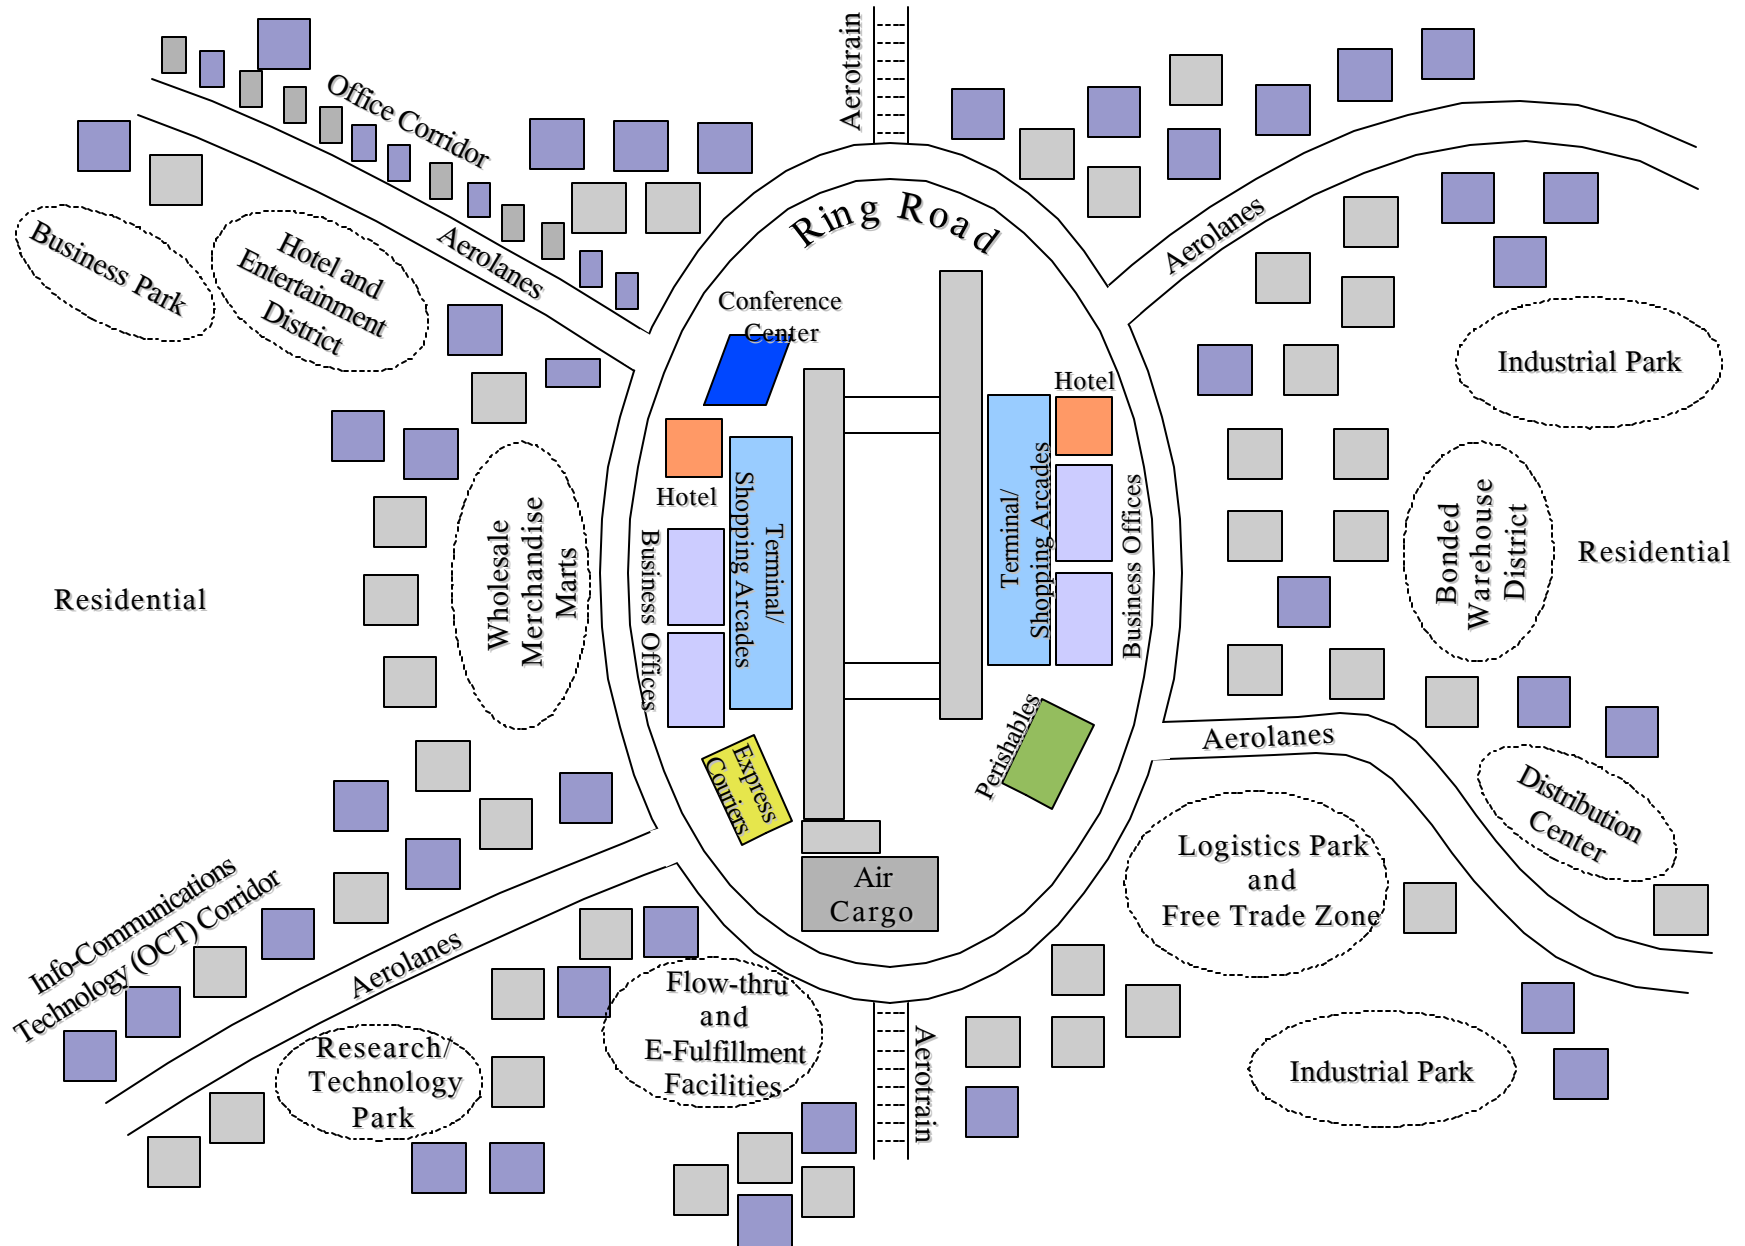 Aerotrain
Office Corridor
Ring Road
Aerolanes
Aerolanes
Business Park
Hotel and
Entertainment
District
Conference
Center
Industrial Park
Hotel
Hotel
Terminal/
Shopping Arcades
Business Offices
Terminal/
Shopping Arcades
Business Offices
Wholesale
Merchandise
Marts
Bonded
Warehouse
District
Residential
Residential
Perishables
Express
Couriers
Aerolanes
Distribution
Center
Logistics Park
and
Free Trade Zone
Air
Cargo
Info-Communications
Technology (OCT) Corridor
Aerolanes
Flow-thru
and
E-Fulfillment
Facilities
Research/
Technology
Park
Aerotrain
Industrial Park